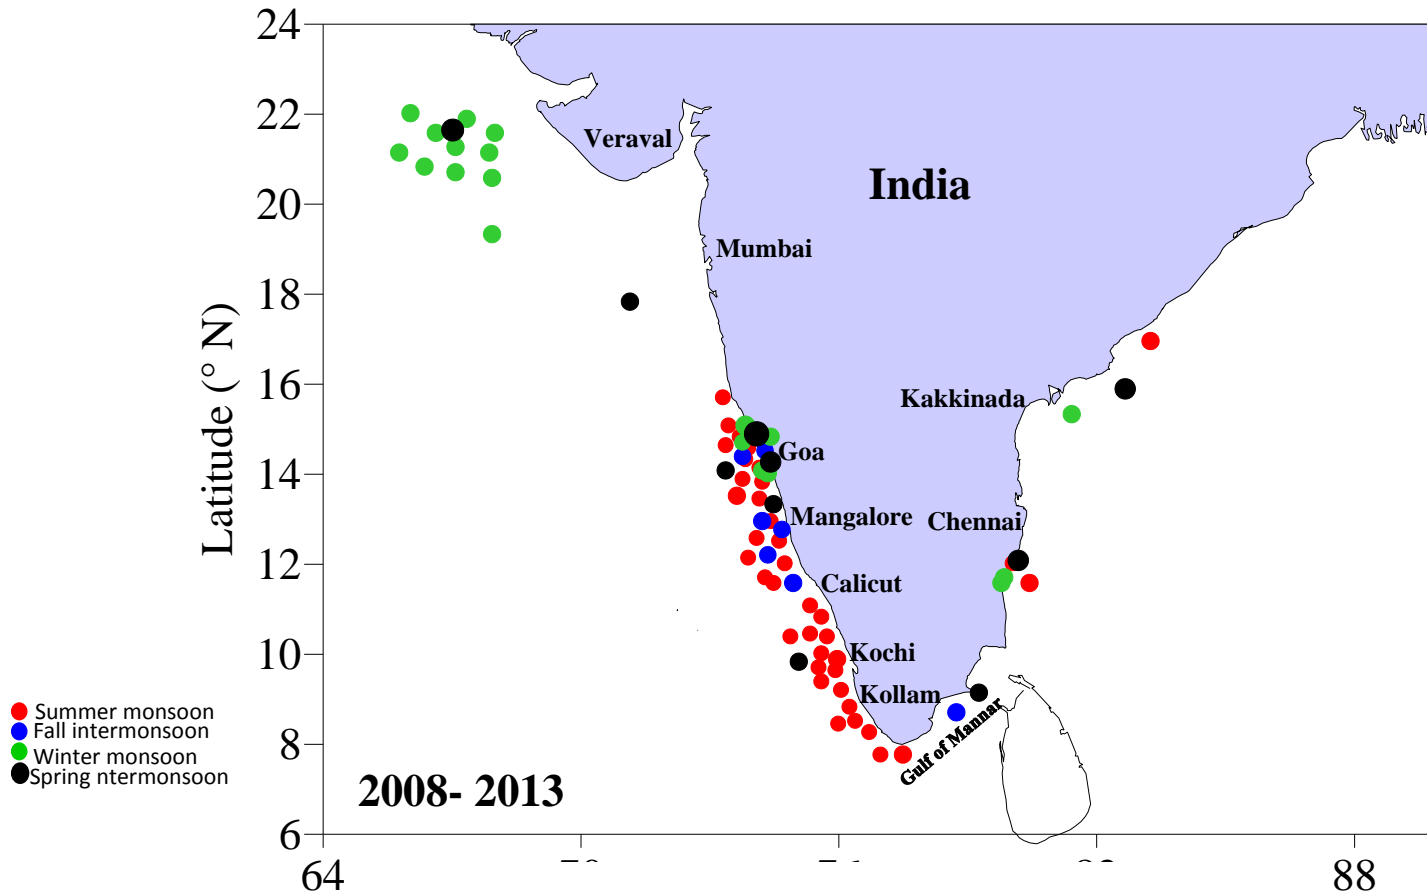 24
22
20
18
16
14
12
10
8
6
Latitude (° N)
Veraval
India
Mumbai
Kakkinada
Goa
Mangalore
Chennai
Calicut
Kochi
Kollam
Gulf of Mannar
Summer monsoon
Fall intermonsoon
Winter monsoon
Spring ntermonsoon
2008- 2013
64
88